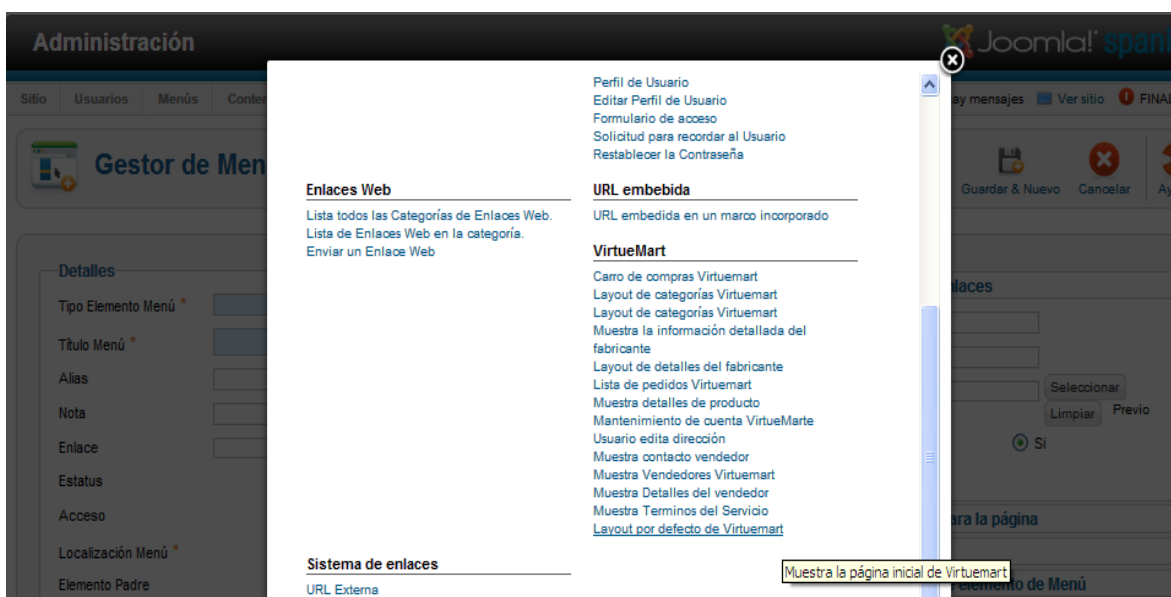 Administración
Joomla! spani
Sitio Usuarios Menús Conten
ay mensajes Ver sitio FINAL
Gestor de Men
Guardar & Nuevo Cancelar Ay
Perfil de Usuario
Editar Perfil de Usuario
Formulario de acceso
Solicitud para recordar al Usuario
Restablecer la Contraseña
Enlaces Web
Lista todos las Categorías de Enlaces Web.
Lista de Enlaces Web en la categoría.
Enviar un Enlace Web
URL embebida
URL embedida en un marco incorporado
VirtueMart
Carro de compras Virtuemart
Layout de categorías Virtuemart
Layout de categorías Virtuemart
Muestra la información detallada del
fabricante
Layout de detalles del fabricante
Lista de pedidos Virtuemart
Muestra detalles de producto
Mantenimiento de cuenta VirtueMarte
Usuario edita dirección
Muestra contacto vendedor
Muestra Vendedores Virtuemart
Muestra Detalles del vendedor
Muestra Terminos del Servicio
Layout por defecto de Virtuemart
Muestra la página inicial de Virtuemart
Sistema de enlaces
URL Externa
Detalles
Tipo Elemento Menú *
Título Menú *
Alias
Nota
Enlace
Estatus
Acceso
Localización Menú *
Elemento Padre
laces
Seleccionar
Limpiar Previo
Si
ara la página
elemento de Menú